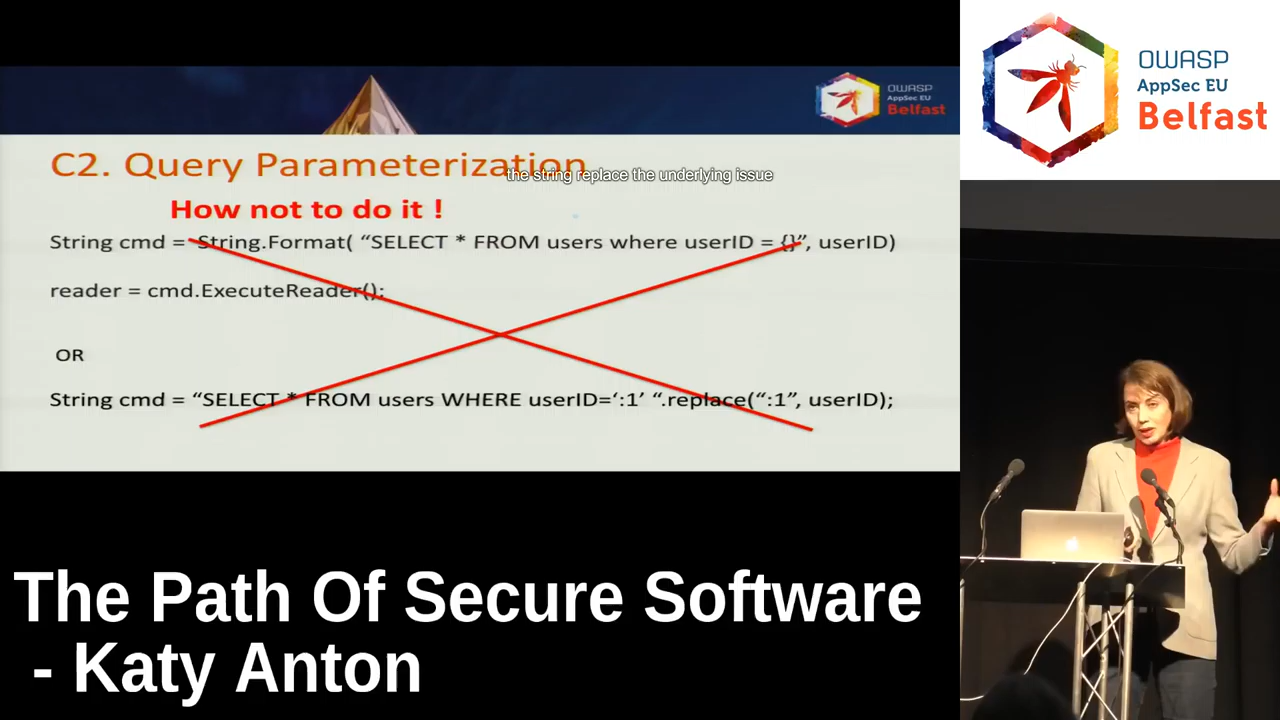 OWASP
AppSec EU
Belfast
C2. Query Parameterization
the string replace the underlying issue
How not to do it !
String cmd = String.Format( “SELECT * FROM users where userID = {}”, userID)
reader = cmd.ExecuteReader();
OR
String cmd = “SELECT * FROM users WHERE userID=‘:1’ “.replace(“:1”, userID);
OWASP
AppSec EU
Belfast
The Path Of Secure Software
- Katy Anton